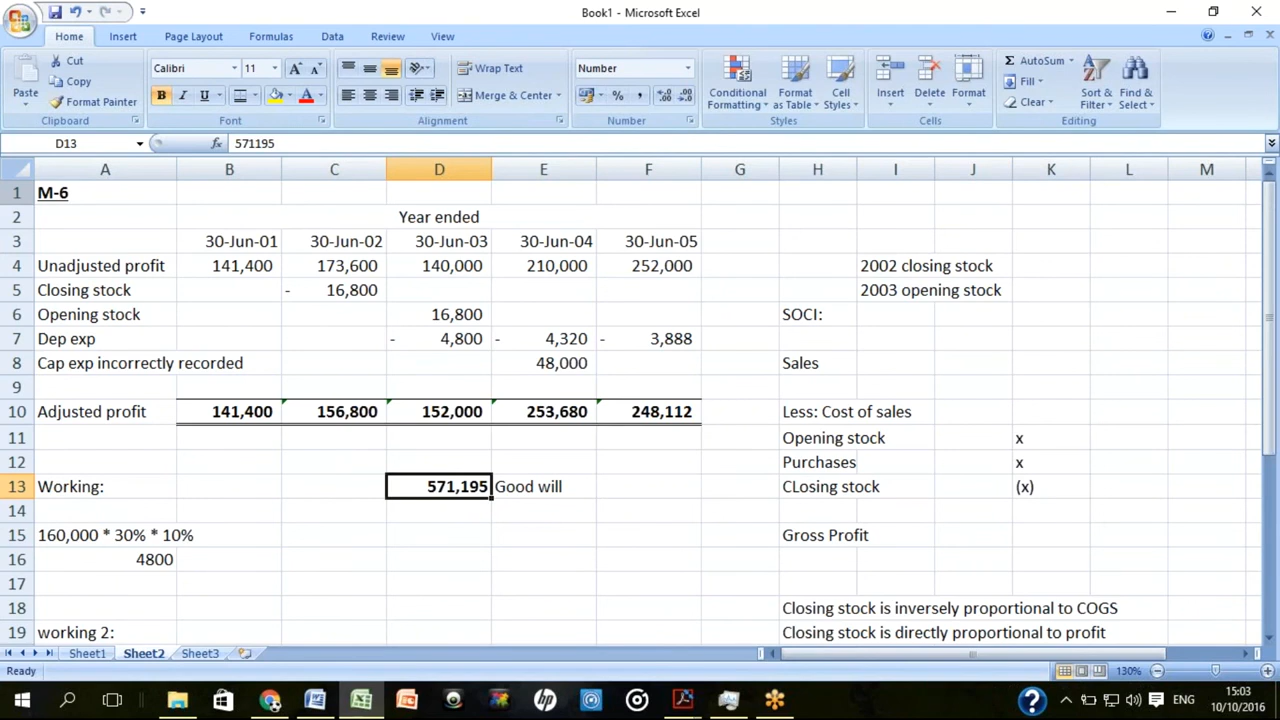 Book1 - Microsoft Excel
Home Insert Page Layout Formulas Data Review View
Paste
Cut
Copy
Format Painter
Clipboard
Calibri 11
B I U
Font
Wrap Text
Merge & Center
Alignment
Number
Number
Conditional Formatting
Format as Table
Cell Styles
Styles
Insert Delete Format
Cells
AutoSum
Fill
Clear
Sort & Filter
Find & Select
Editing
D13 fx 571195
A B C D E F G H I J K L M
1 M-6
2 Year ended
3 30-Jun-01 30-Jun-02 30-Jun-03 30-Jun-04 30-Jun-05
4 Unadjusted profit 141,400 173,600 140,000 210,000 252,000 2002 closing stock
5 Closing stock - 16,800 2003 opening stock
6 Opening stock 16,800 SOCI:
7 Dep exp - 4,800 - 4,320 - 3,888
8 Cap exp incorrectly recorded 48,000 Sales
9
10 Adjusted profit 141,400 156,800 152,000 253,680 248,112 Less: Cost of sales
11 Opening stock x
12 Purchases x
13 Working: 571,195 Good will CLosing stock (x)
14
15 160,000 * 30% * 10% Gross Profit
16 4800
17
18 Closing stock is inversely proportional to COGS
19 working 2: Closing stock is directly proportional to profit
Sheet1 Sheet2 Sheet3
Ready 130%
ENG
15:03
10/10/2016